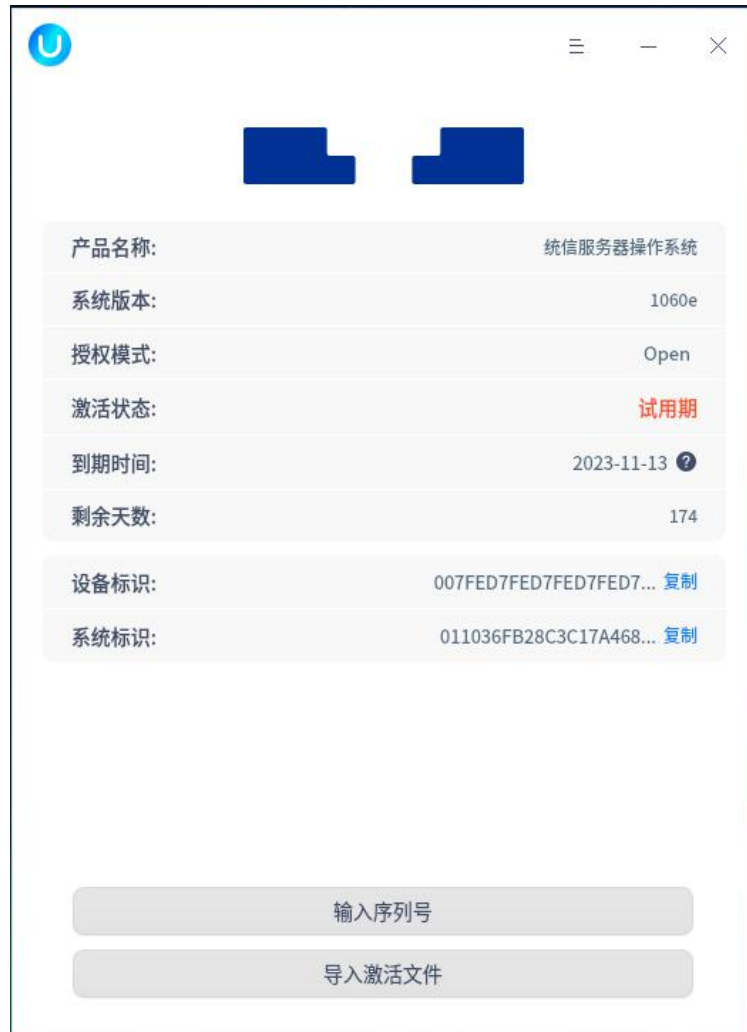 产品名称: 统信服务器操作系统
系统版本: 1060e
授权模式: Open
激活状态: 试用期
到期时间: 2023-11-13 ?
剩余天数: 174
设备标识: 007FED7FED7FED7FED7... 复制
系统标识: 011036FB28C3C17A468... 复制
输入序列号
导入激活文件